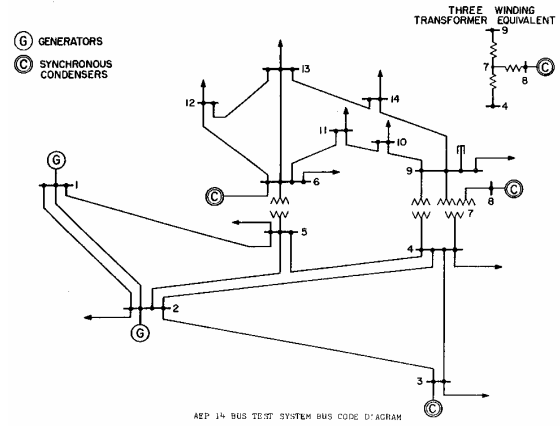 THREE WINDING
TRANSFORMER EQUIVALENT
9
7
8
C
4
G GENERATORS
C SYNCHRONOUS
CONDENSERS
13
12
14
11
10
9
G
1
C
6
8
C
7
5
4
2
G
3
C
AEP 14 BUS TEST SYSTEM BUS CODE D'AGRAM